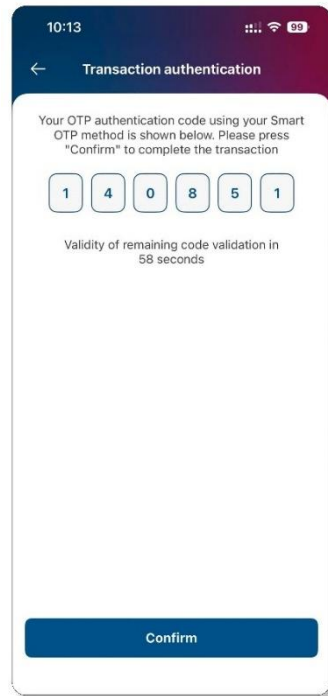 10:13
99
Transaction authentication
Your OTP authentication code using your Smart
OTP method is shown below. Please press
"Confirm" to complete the transaction
1 4 0 8 5 1
Validity of remaining code validation in
58 seconds
Confirm